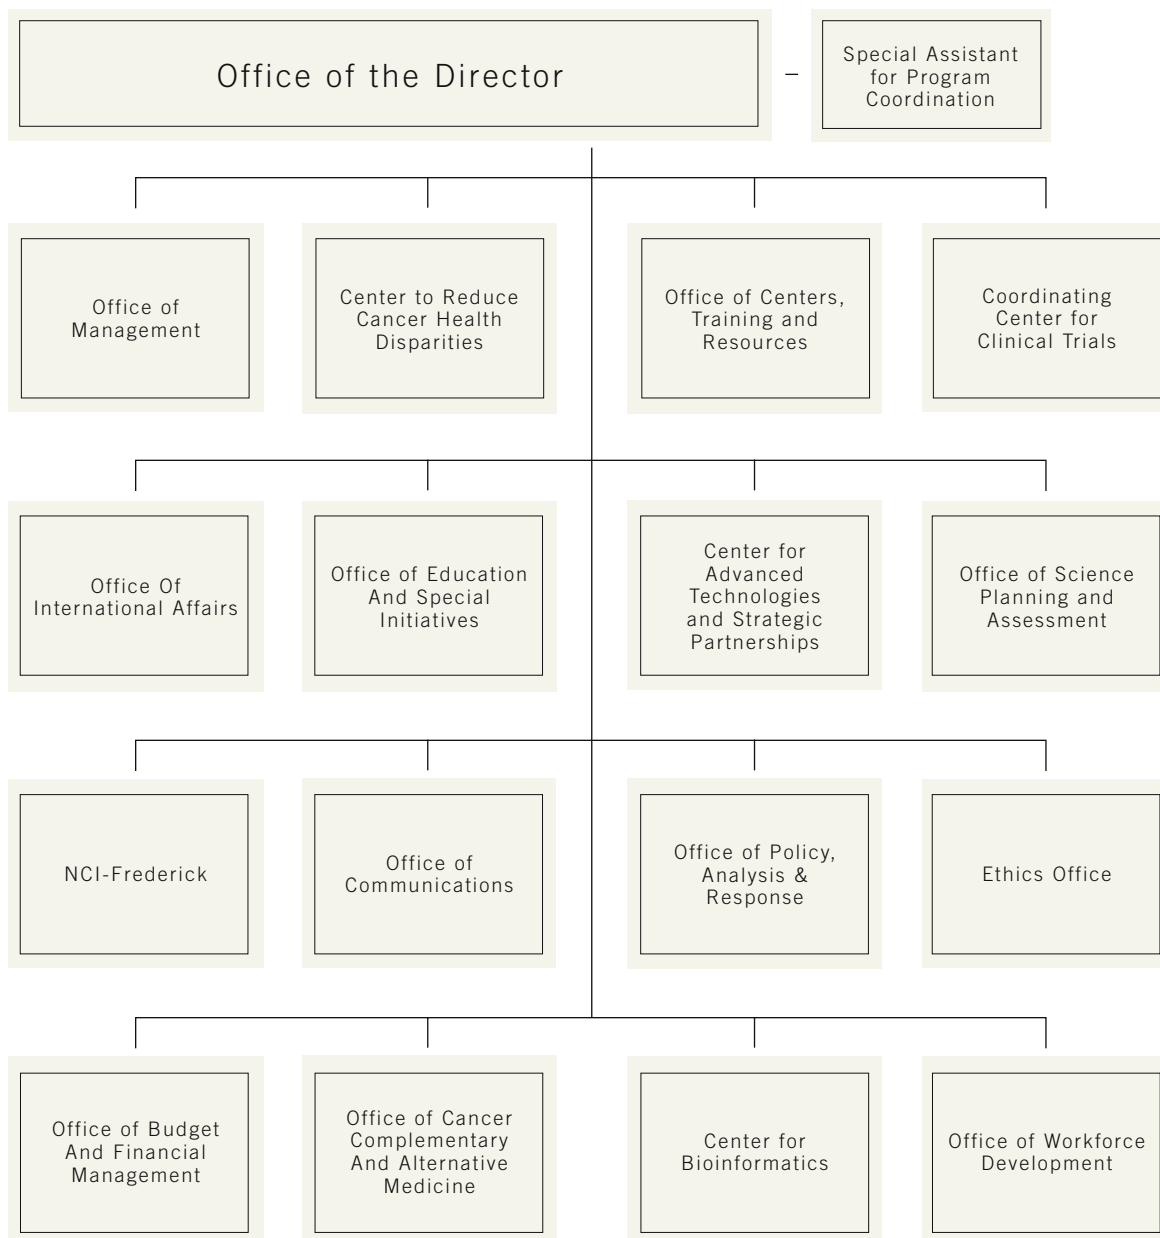 Office of the Director
–
Special Assistant
for Program
Coordination
Office of
Management
Center to Reduce
Cancer Health
Disparities
Office of Centers,
Training and
Resources
Coordinating
Center for
Clinical Trials
Office Of
International Affairs
Office of Education
And Special
Initiatives
Center for
Advanced
Technologies
and Strategic
Partnerships
Office of Science
Planning and
Assessment
NCI-Frederick
Office of
Communications
Office of Policy,
Analysis &
Response
Ethics Office
Office of Budget
And Financial
Management
Office of Cancer
Complementary
And Alternative
Medicine
Center for
Bioinformatics
Office of Workforce
Development